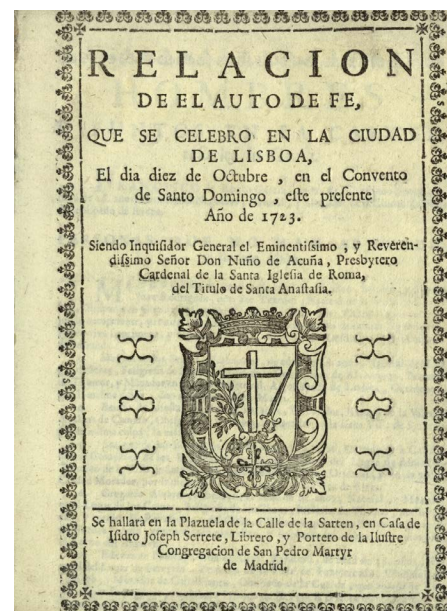 RELACION
DE EL AUTO DE FE,
QUE SE CELEBRO EN LA CIUDAD
DE LISBOA,
El dia diez de Octubre, en el Convento
de Santo Domingo, eſte preſente
Año de 1723.
Siendo Inquiſidor General el Eminentiſsimo, y Reveren-
diſsimo Señor Don Nuño de Acuña, Presbytero
Cardenal de la Santa Igleſia de Roma,
del Titulo de Santa Anaſtaſia.
Se hallarà en la Plazuela de la Calle de la Sarten, en Caſa de
Iſidro Joſeph Serrete, Librero, y Portero de la Iluſtre
Congregacion de San Pedro Martyr
de Madrid.